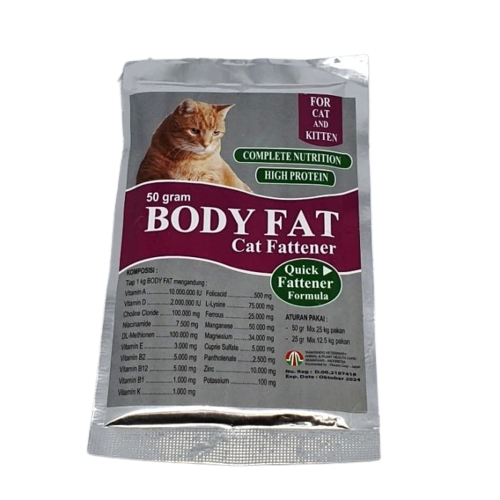 FOR
CAT
AND
KITTEN
COMPLETE NUTRITION
HIGH PROTEIN
50 gram
BODY FAT
Cat Fattener
Quick
Fattener
Formula
KOMPOSISI :
Tiap 1 kg BODY FAT mengandung :
Vitamin A 10.000.000 IU
Vitamin D 2.000.000 IU
Choline Cloride 100.000 mg
Niacinamide 7.500 mg
DL-Methionen 100.000 mg
Vitamin E 3.000 mg
Vitamin B2 5.000 mg
Vitamin B12 5.000 mg
Vitamin B1 1.000 mg
Vitamin K 1.000 mg
Folicacid 500 mg
L-Lysine 75.000 mg
Ferrous 25.000 mg
Manganese 50.000 mg
Magnesium 34.000 mg
Cuprie Sulfate 5.000 mg
Pantholenate 2.500 mg
Zinc 10.000 mg
Potassium 100 mg
ATURAN PAKAI :
- 50 gr Mix 25 kg pakan
- 25 gr Mix 12.5 kg pakan
No. Reg : D.00.2187418
Exp. Date : Oktober 2024